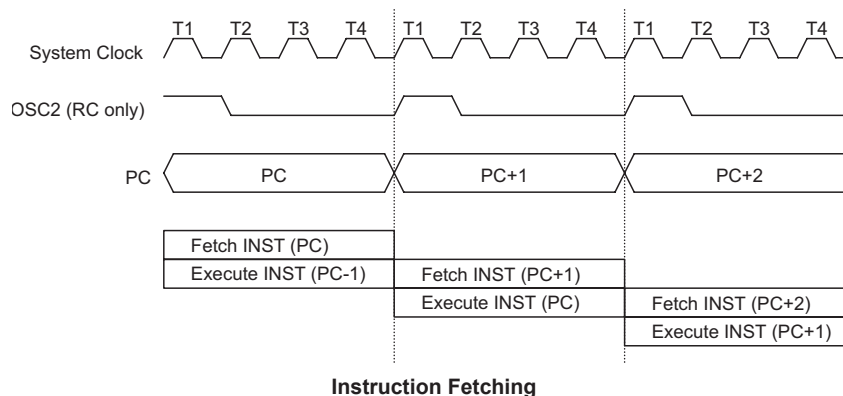 T1 T2 T3 T4 T1 T2 T3 T4 T1 T2 T3 T4
System Clock
OSC2 (RC only)
PC PC PC+1 PC+2
Fetch INST (PC)
Execute INST (PC-1) Fetch INST (PC+1)
Execute INST (PC) Fetch INST (PC+2)
Execute INST (PC+1)
Instruction Fetching